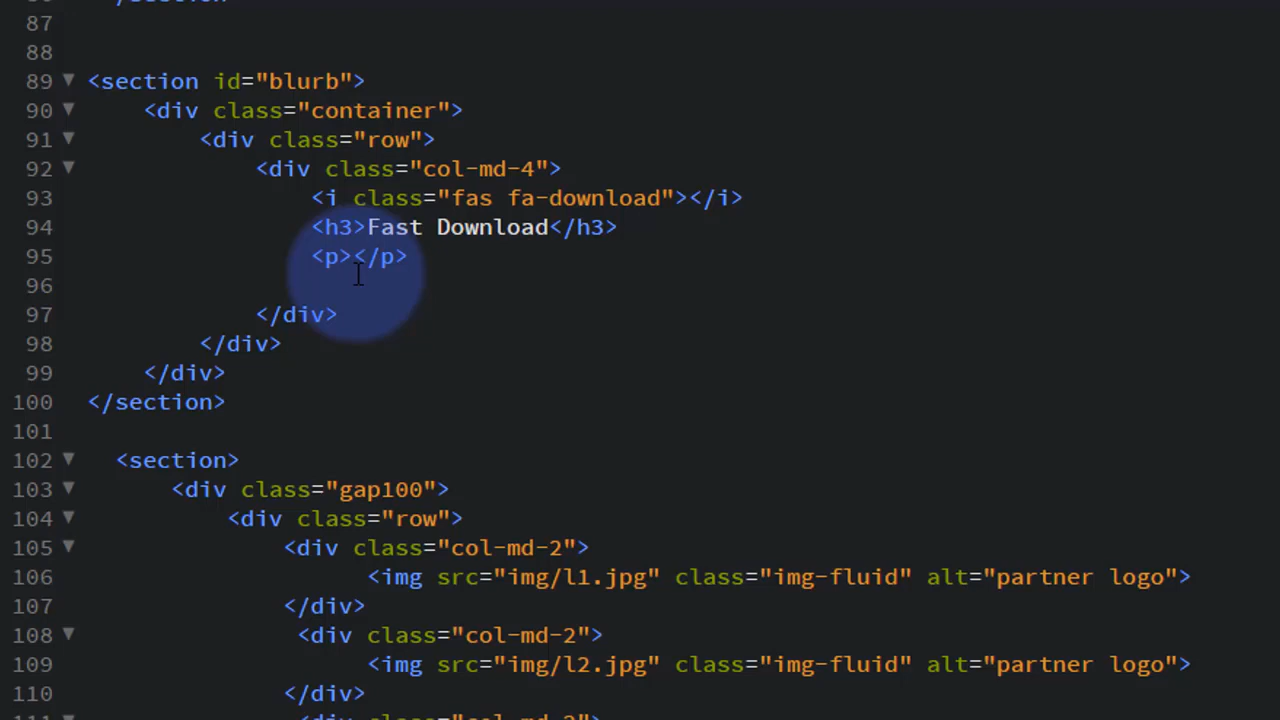 87
88
89 <section id="blurb">
90 <div class="container">
91 <div class="row">
92 <div class="col-md-4">
93 <i class="fas fa-download"></i>
94 <h3>Fast Download</h3>
95 <p></p>
96
97 </div>
98 </div>
99 </div>
100 </section>
101
102 <section>
103 <div class="gap100">
104 <div class="row">
105 <div class="col-md-2">
106 <img src="img/l1.jpg" class="img-fluid" alt="partner logo">
107 </div>
108 <div class="col-md-2">
109 <img src="img/l2.jpg" class="img-fluid" alt="partner logo">
110 </div>